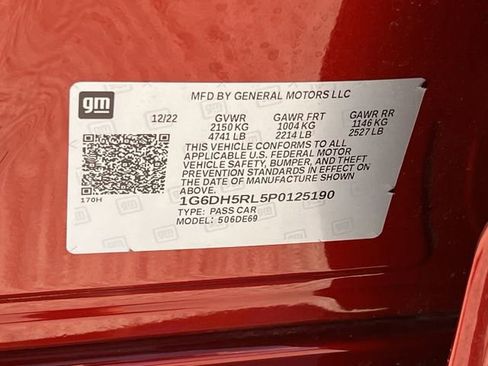 gm
MFD BY GENERAL MOTORS LLC
12/22 GVWR GAWR FRT GAWR RR
2150 KG 1004 KG 1146 KG
4741 LB 2214 LB 2527 LB
THIS VEHICLE CONFORMS TO ALL
APPLICABLE U.S. FEDERAL MOTOR
VEHICLE SAFETY, BUMPER, AND THEFT
PREVENTION STANDARDS IN EFFECT ON
THE DATE OF MANUFACTURE SHOWN ABOVE.
170H
1G6DH5RL5P0125190
TYPE: PASS CAR
MODEL: 506DE69